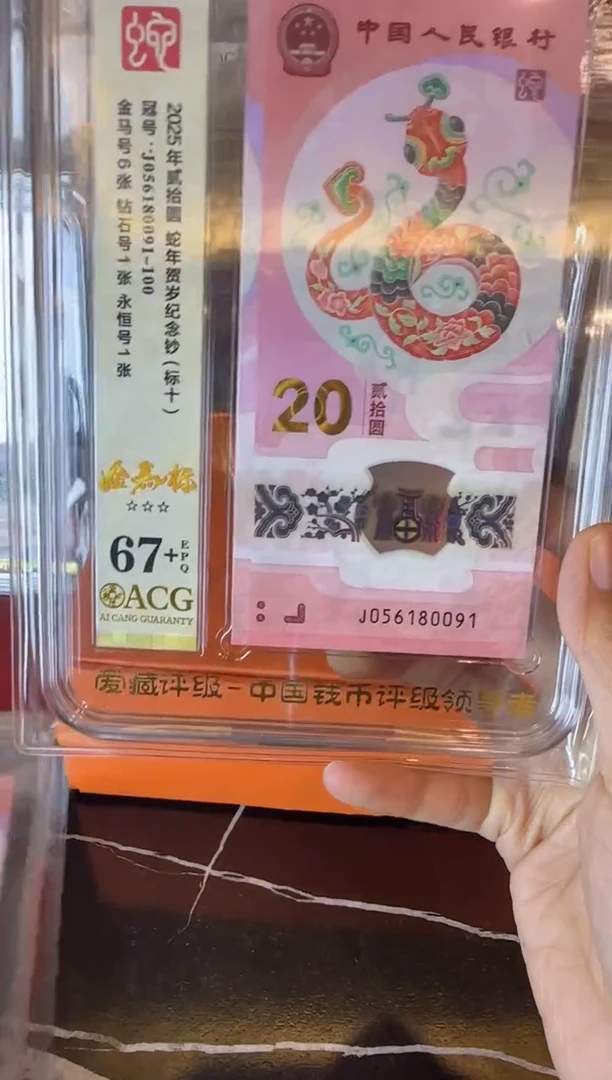 蛇
2025年贰拾圆 蛇年贺岁纪念钞(标十)
冠号:J056180091-100
金马号6张 钻石号1张 永恒号1张
☆☆☆
67+EPQ
ACG
AI CANG GUARANTY
中国人民银行
蛇
20
贰拾圆
J056180091
爱藏评级-中国钱币评级领导者